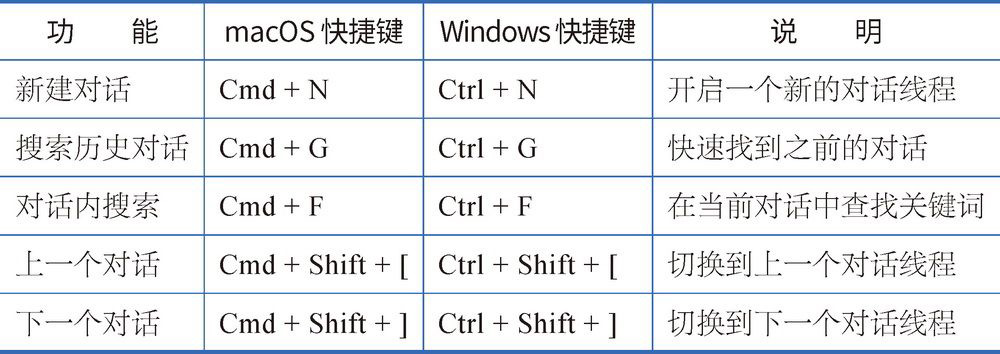 功 能 macOS 快捷键 Windows 快捷键 说 明
新建对话 Cmd + N Ctrl + N 开启一个新的对话线程
搜索历史对话 Cmd + G Ctrl + G 快速找到之前的对话
对话内搜索 Cmd + F Ctrl + F 在当前对话中查找关键词
上一个对话 Cmd + Shift + [ Ctrl + Shift + [ 切换到上一个对话线程
下一个对话 Cmd + Shift + ] Ctrl + Shift + ] 切换到下一个对话线程